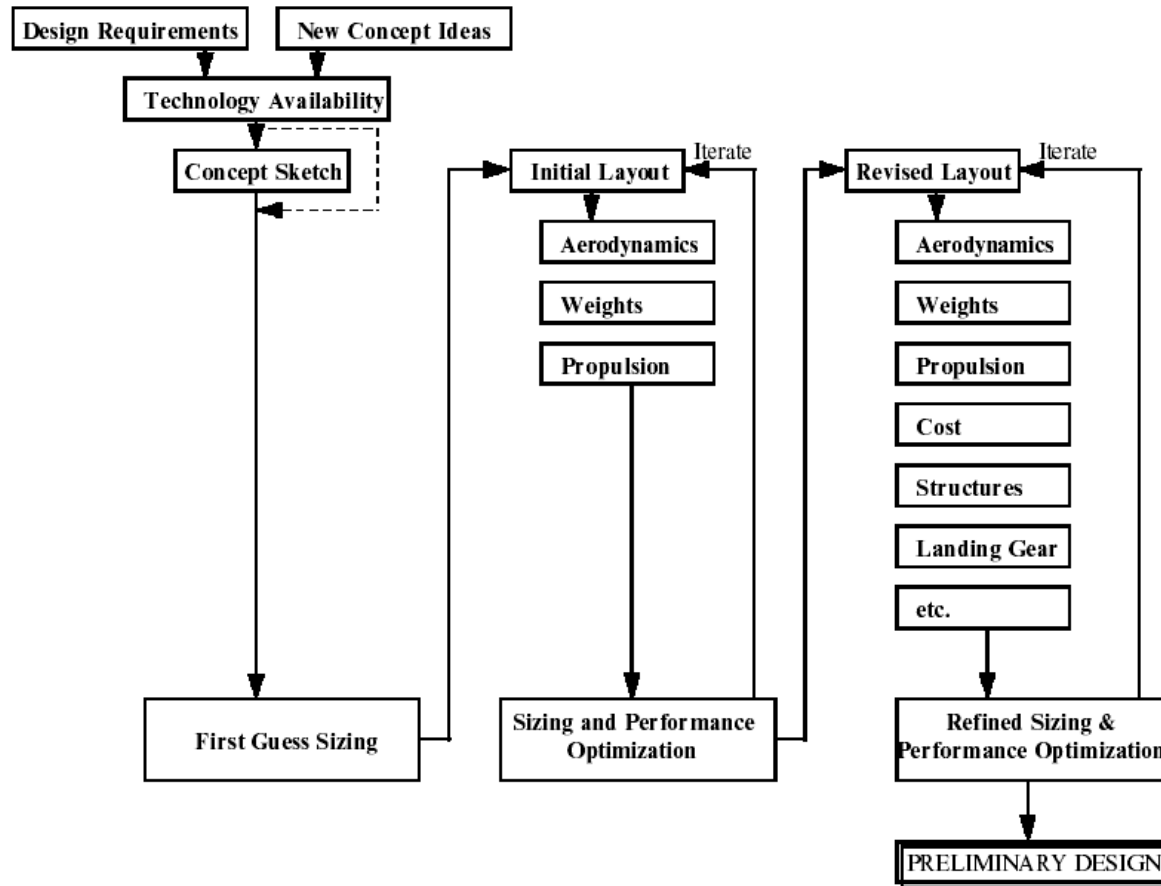 Design Requirements
New Concept Ideas
Technology Availability
Concept Sketch
First Guess Sizing
Iterate
Initial Layout
Aerodynamics
Weights
Propulsion
Sizing and Performance
Optimization
Iterate
Revised Layout
Aerodynamics
Weights
Propulsion
Cost
Structures
Landing Gear
etc.
Refined Sizing &
Performance Optimization
PRELIMINARY DESIGN